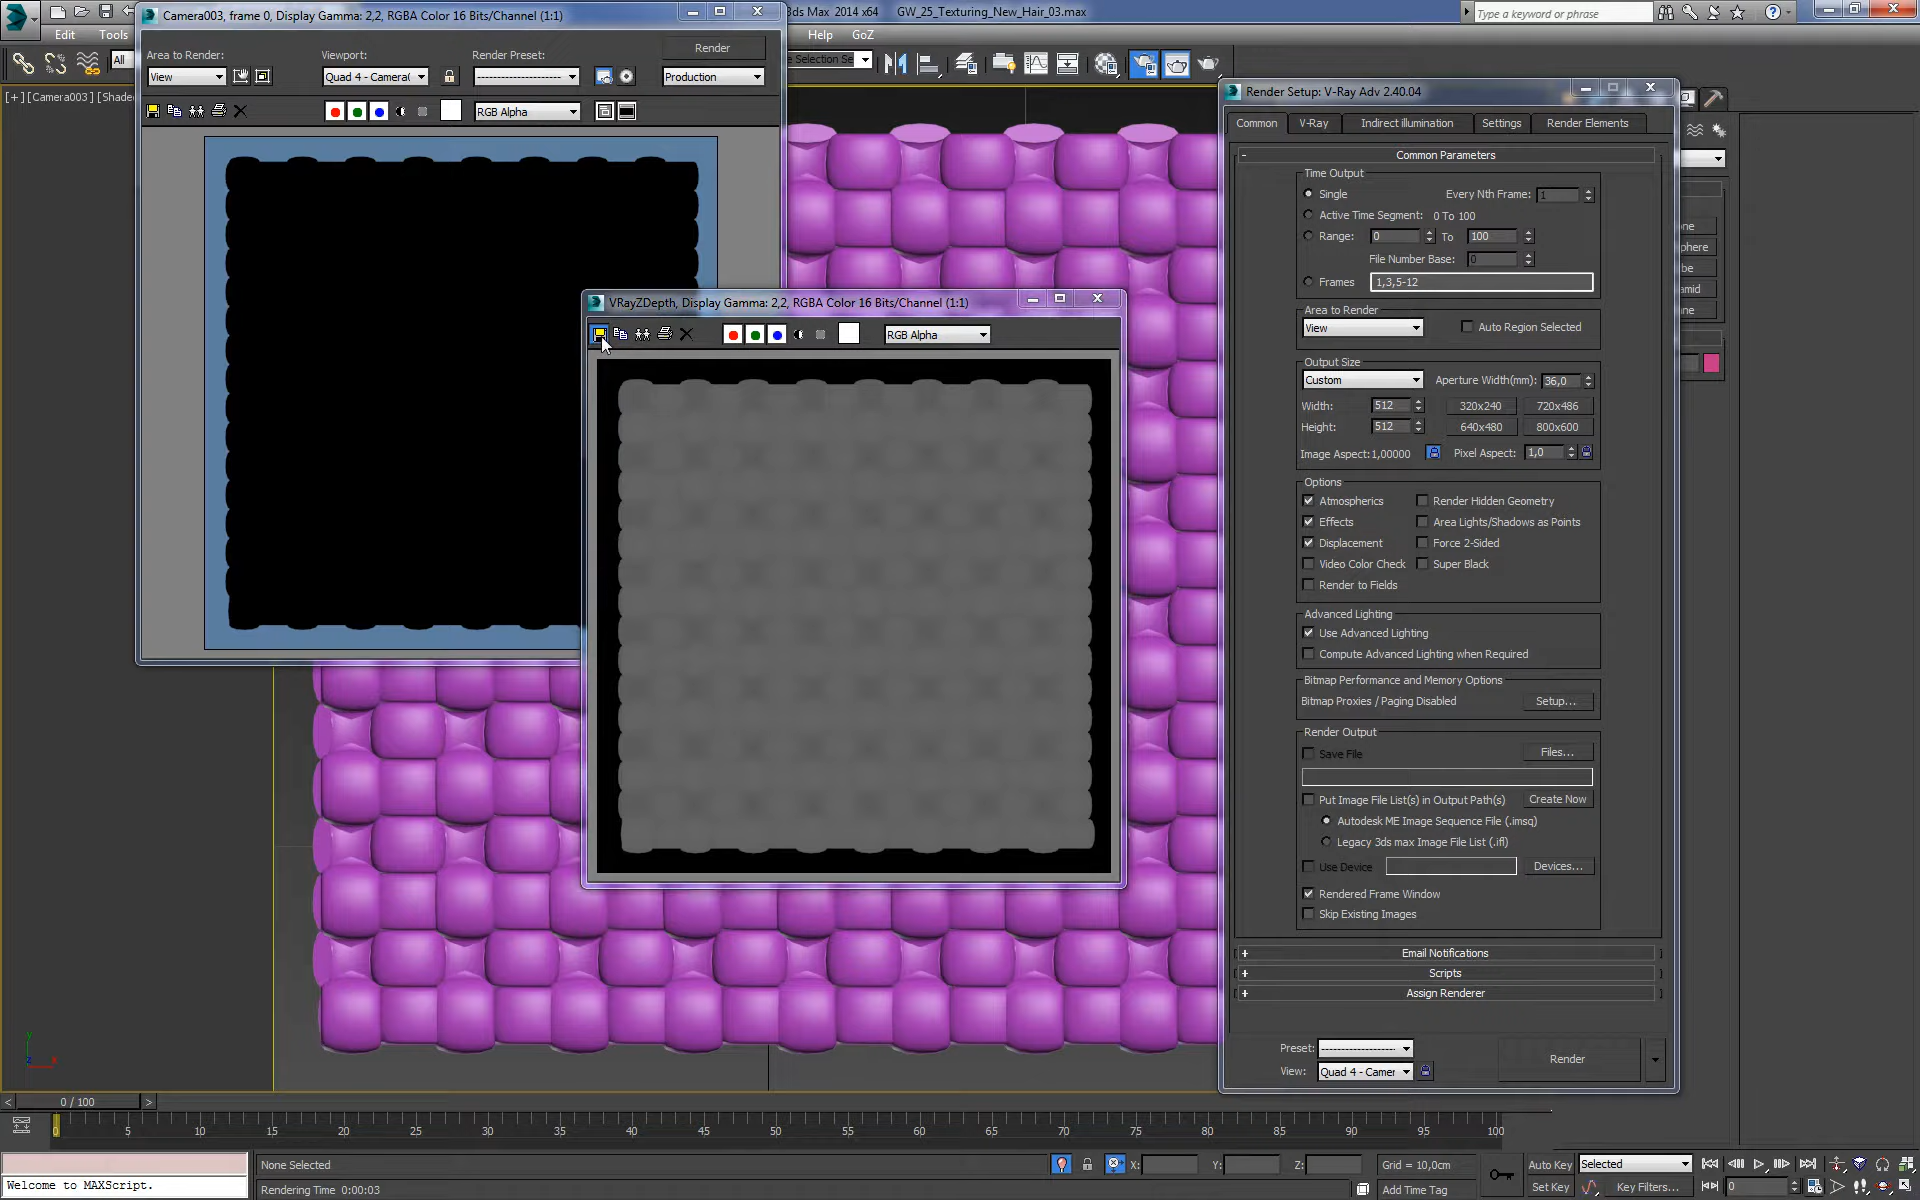 Camera003, frame 0, Display Gamma: 2,2, RGBA Color 16 Bits/Channel (1:1)
3ds Max 2014 x64 GW_25_Texturing_New_Hair_03.max
Type a keyword or phrase
Edit Tools
Help GoZ
All
[+] [Camera003] [Shade
Area to Render:
View
Viewport:
Quad 4 - Camera(
Render Preset:
Render
Production
RGB Alpha
VRayZDepth, Display Gamma: 2,2, RGBA Color 16 Bits/Channel (1:1)
RGB Alpha
Render Setup: V-Ray Adv 2.40.04
Common V-Ray Indirect illumination Settings Render Elements
Common Parameters
Time Output
Single Every Nth Frame: 1
Active Time Segment: 0 To 100
Range: 0 To 100
File Number Base: 0
Frames 1,3,5-12
Area to Render
View Auto Region Selected
Output Size
Custom Aperture Width(mm): 36,0
Width: 512 320x240 720x486
Height: 512 640x480 800x600
Image Aspect:1,00000 Pixel Aspect: 1,0
Options
Atmospherics Render Hidden Geometry
Effects Area Lights/Shadows as Points
Displacement Force 2-Sided
Video Color Check Super Black
Render to Fields
Advanced Lighting
Use Advanced Lighting
Compute Advanced Lighting when Required
Bitmap Performance and Memory Options
Bitmap Proxies / Paging Disabled Setup...
Render Output
Save File Files...
Put Image File List(s) in Output Path(s) Create Now
Autodesk ME Image Sequence File (.imsq)
Legacy 3ds max Image File List (.ifl)
Use Device Devices...
Rendered Frame Window
Skip Existing Images
Email Notifications
Scripts
Assign Renderer
Preset:
View: Quad 4 - Camer
Render
0 / 100
0 5 10 15 20 25 30 35 40 45 50 55 60 65 70 75 80 85 90 95 100
None Selected
X: Y: Z: Grid = 10,0cm
Auto Key Selected
Welcome to MAXScript.
Rendering Time 0:00:03
Add Time Tag
Set Key Key Filters...
0